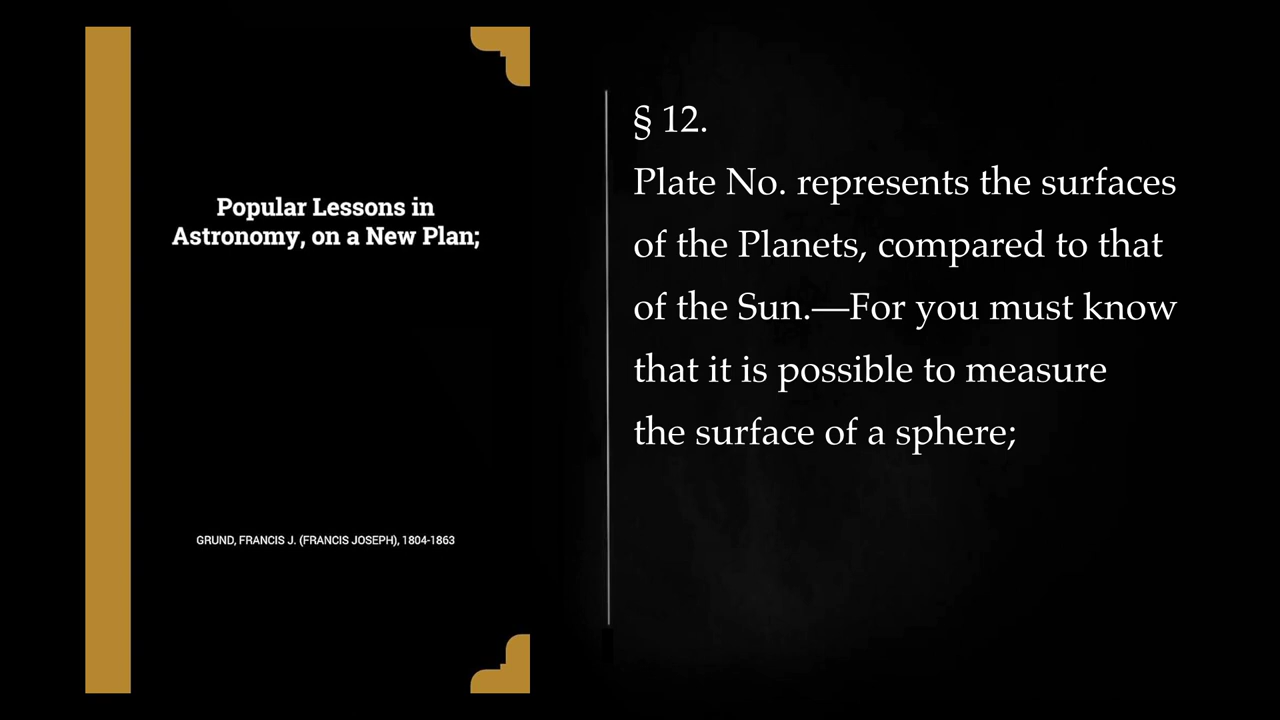 Popular Lessons in
Astronomy, on a New Plan;
GRUND, FRANCIS J. (FRANCIS JOSEPH), 1804-1863
§ 12.
Plate No. represents the surfaces
of the Planets, compared to that
of the Sun.—For you must know
that it is possible to measure
the surface of a sphere;